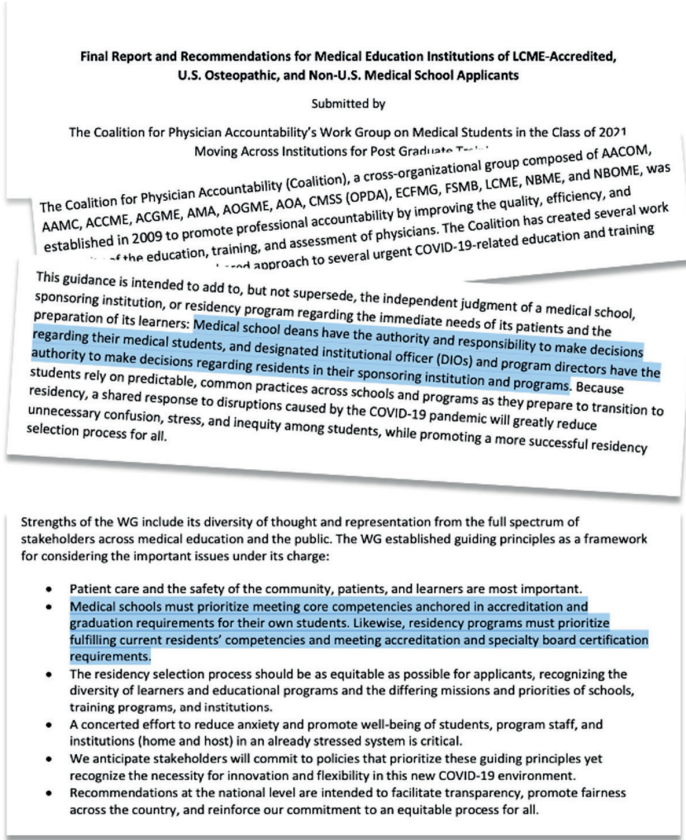 Final Report and Recommendations for Medical Education Institutions of LCME-Accredited,
U.S. Osteopathic, and Non-U.S. Medical School Applicants
Submitted by
The Coalition for Physician Accountability's Work Group on Medical Students in the Class of 2021
Moving Across Institutions for Post Graduate
The Coalition for Physician Accountability (Coalition), a cross-organizational group composed of AACOM,
AAMC, ACCME, ACGME, AMA, AOGME, AOA, CMSS (OPDA), ECFMG, FSMB, LCME, NBME, and NBOME, was
established in 2009 to promote professional accountability by improving the quality, efficiency, and
of the education, training, and assessment of physicians. The Coalition has created several work
approach to several urgent COVID-19-related education and training
This guidance is intended to add to, but not supersede, the independent judgment of a medical school,
sponsoring institution, or residency program regarding the immediate needs of its patients and the
preparation of its learners: Medical school deans have the authority and responsibility to make decisions
regarding their medical students, and designated institutional officer (DIOs) and program directors have the
authority to make decisions regarding residents in their sponsoring institution and programs. Because
students rely on predictable, common practices across schools and programs as they prepare to transition to
residency, a shared response to disruptions caused by the COVID-19 pandemic will greatly reduce
unnecessary confusion, stress, and inequity among students, while promoting a more successful residency
selection process for all.
Strengths of the WG include its diversity of thought and representation from the full spectrum of
stakeholders across medical education and the public. The WG established guiding principles as a framework
for considering the important issues under its charge:
• Patient care and the safety of the community, patients, and learners are most important.
• Medical schools must prioritize meeting core competencies anchored in accreditation and
graduation requirements for their own students. Likewise, residency programs must prioritize
fulfilling current residents' competencies and meeting accreditation and specialty board certification
requirements.
• The residency selection process should be as equitable as possible for applicants, recognizing the
diversity of learners and educational programs and the differing missions and priorities of schools,
training programs, and institutions.
• A concerted effort to reduce anxiety and promote well-being of students, program staff, and
institutions (home and host) in an already stressed system is critical.
• We anticipate stakeholders will commit to policies that prioritize these guiding principles yet
recognize the necessity for innovation and flexibility in this new COVID-19 environment.
• Recommendations at the national level are intended to facilitate transparency, promote fairness
across the country, and reinforce our commitment to an equitable process for all.